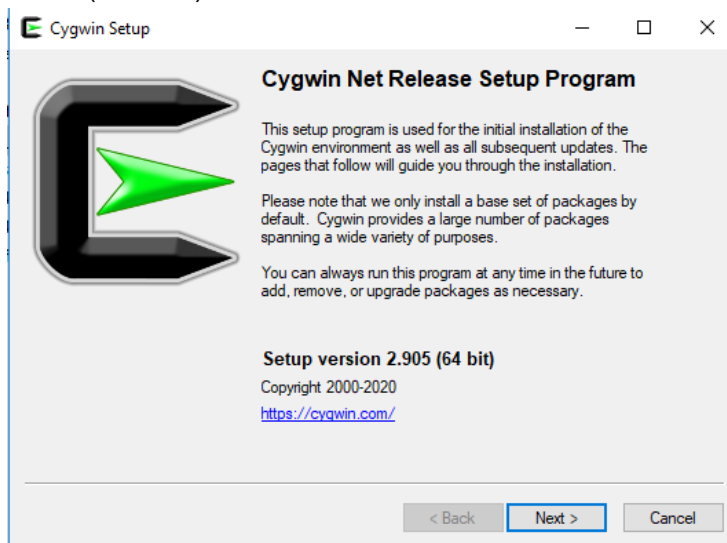 Cygwin Setup
Cygwin Net Release Setup Program
This setup program is used for the initial installation of the
Cygwin environment as well as all subsequent updates. The
pages that follow will guide you through the installation.
Please note that we only install a base set of packages by
default. Cygwin provides a large number of packages
spanning a wide variety of purposes.
You can always run this program at any time in the future to
add, remove, or upgrade packages as necessary.
Setup version 2.905 (64 bit)
Copyright 2000-2020
https://cygwin.com/
< Back Next > Cancel